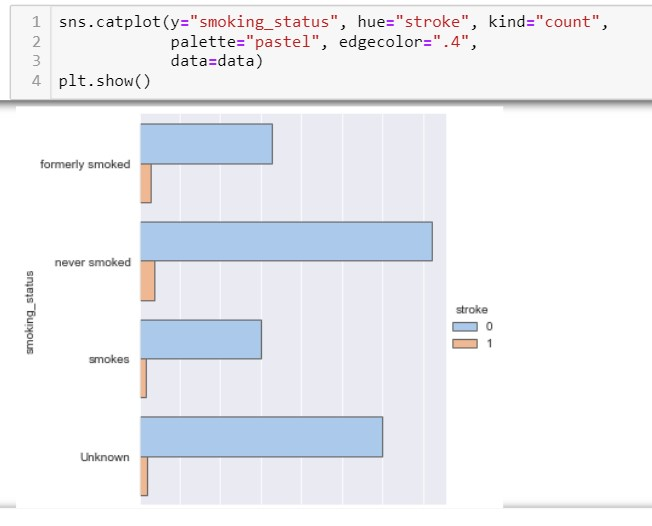 1 sns.catplot(y="smoking_status", hue="stroke", kind="count",
2 palette="pastel", edgecolor=".4",
3 data=data)
4 plt.show()
formerly smoked
never smoked
smokes
Unknown
smoking_status
stroke
0
1